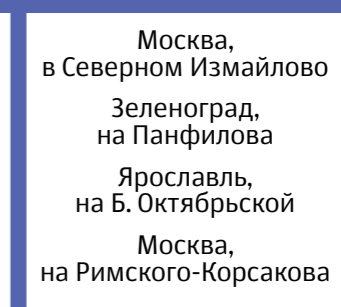 Москва,
в Северном Измайлово
Зеленоград,
на Панфилова
Ярославль,
на Б. Октябрьской
Москва,
на Римского-Корсакова